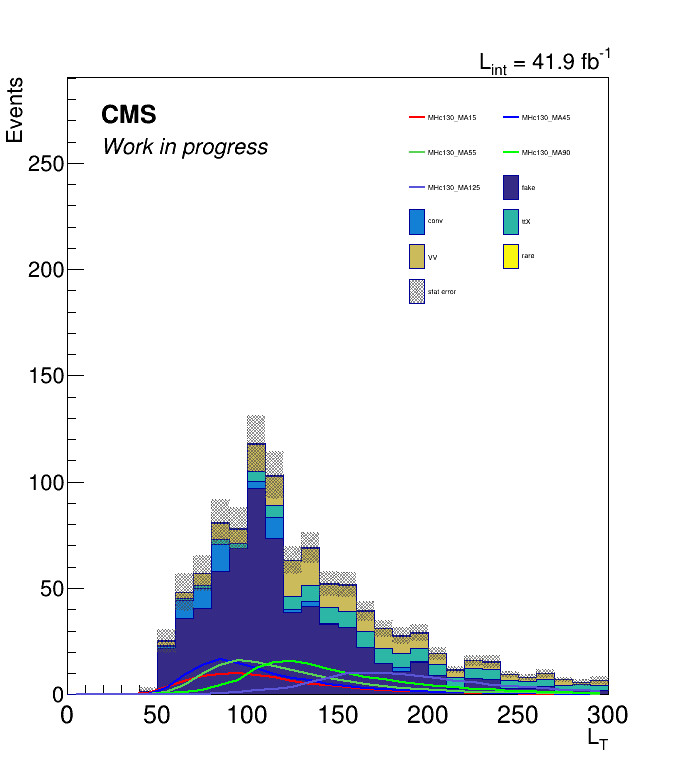 L_int = 41.9 fb^-1
Events
CMS
Work in progress
MHc130_MA15
MHc130_MA45
MHc130_MA55
MHc130_MA90
MHc130_MA125
fake
conv
ttX
VV
rare
stat error
250
200
150
100
50
0
0 50 100 150 200 250 300
L_T